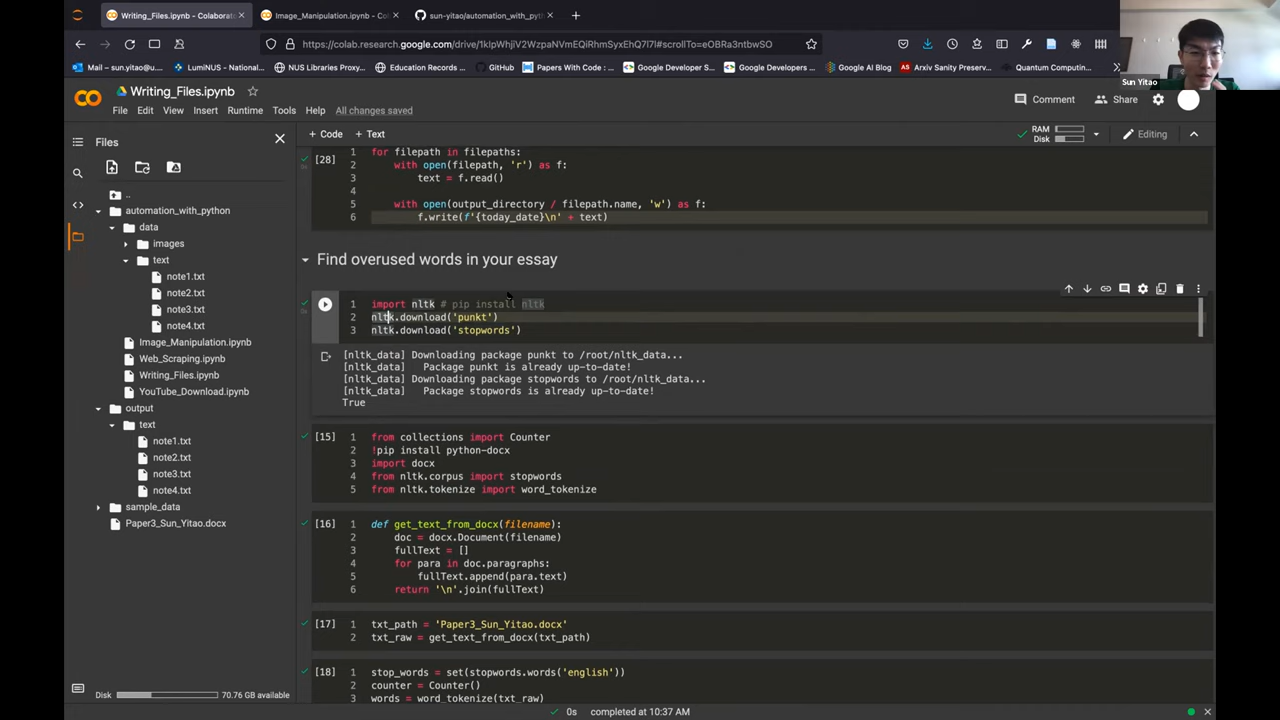 Writing_Files.ipynb - Colaborat
Image_Manipulation.ipynb - Col
sun-yitao/automation_with_pyth
https://colab.research.google.com/drive/1kIpWhjiV2WzpaNVmEQiRhmSyxEhQ7I7l#scrollTo=eOBRa3ntbwSO
Mail – sun.yitao@u....
LumiNUS - National...
NUS Libraries Proxy...
Education Records...
GitHub
Papers With Code : ...
Google Developer S...
Google Developers ...
Google AI Blog
Arxiv Sanity Preserv...
Quantum Computing...
Sun Yitao
Writing_Files.ipynb
File Edit View Insert Runtime Tools Help All changes saved
Comment
Share
RAM
Disk
Editing
+ Code + Text
Files
..
automation_with_python
data
images
text
note1.txt
note2.txt
note3.txt
note4.txt
Image_Manipulation.ipynb
Web_Scraping.ipynb
Writing_Files.ipynb
YouTube_Download.ipynb
output
text
note1.txt
note2.txt
note3.txt
note4.txt
sample_data
Paper3_Sun_Yitao.docx
Disk
70.76 GB available
[28]
1 for filepath in filepaths:
2 with open(filepath, 'r') as f:
3 text = f.read()
4
5 with open(output_directory / filepath.name, 'w') as f:
6 f.write(f'{today_date}\n' + text)
Find overused words in your essay
1 import nltk # pip install nltk
2 nltk.download('punkt')
3 nltk.download('stopwords')
[nltk_data] Downloading package punkt to /root/nltk_data...
[nltk_data] Package punkt is already up-to-date!
[nltk_data] Downloading package stopwords to /root/nltk_data...
[nltk_data] Package stopwords is already up-to-date!
True
[15]
1 from collections import Counter
2 !pip install python-docx
3 import docx
4 from nltk.corpus import stopwords
5 from nltk.tokenize import word_tokenize
[16]
1 def get_text_from_docx(filename):
2 doc = docx.Document(filename)
3 fullText = []
4 for para in doc.paragraphs:
5 fullText.append(para.text)
6 return '\n'.join(fullText)
[17]
1 txt_path = 'Paper3_Sun_Yitao.docx'
2 txt_raw = get_text_from_docx(txt_path)
[18]
1 stop_words = set(stopwords.words('english'))
2 counter = Counter()
3 words = word_tokenize(txt_raw)
0s completed at 10:37 AM